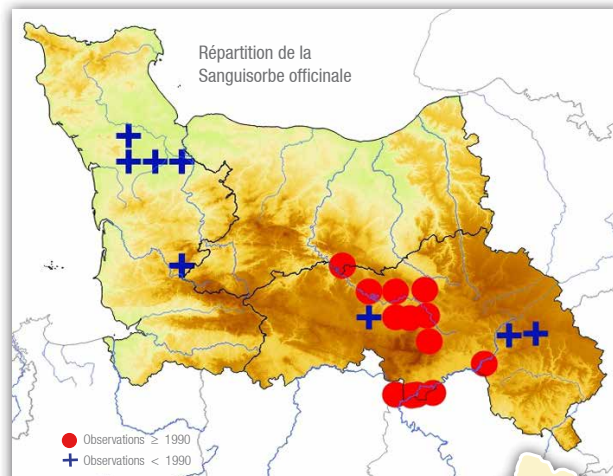 Répartition de la
Sanguisorbe officinale
Observations ≥ 1990
Observations < 1990